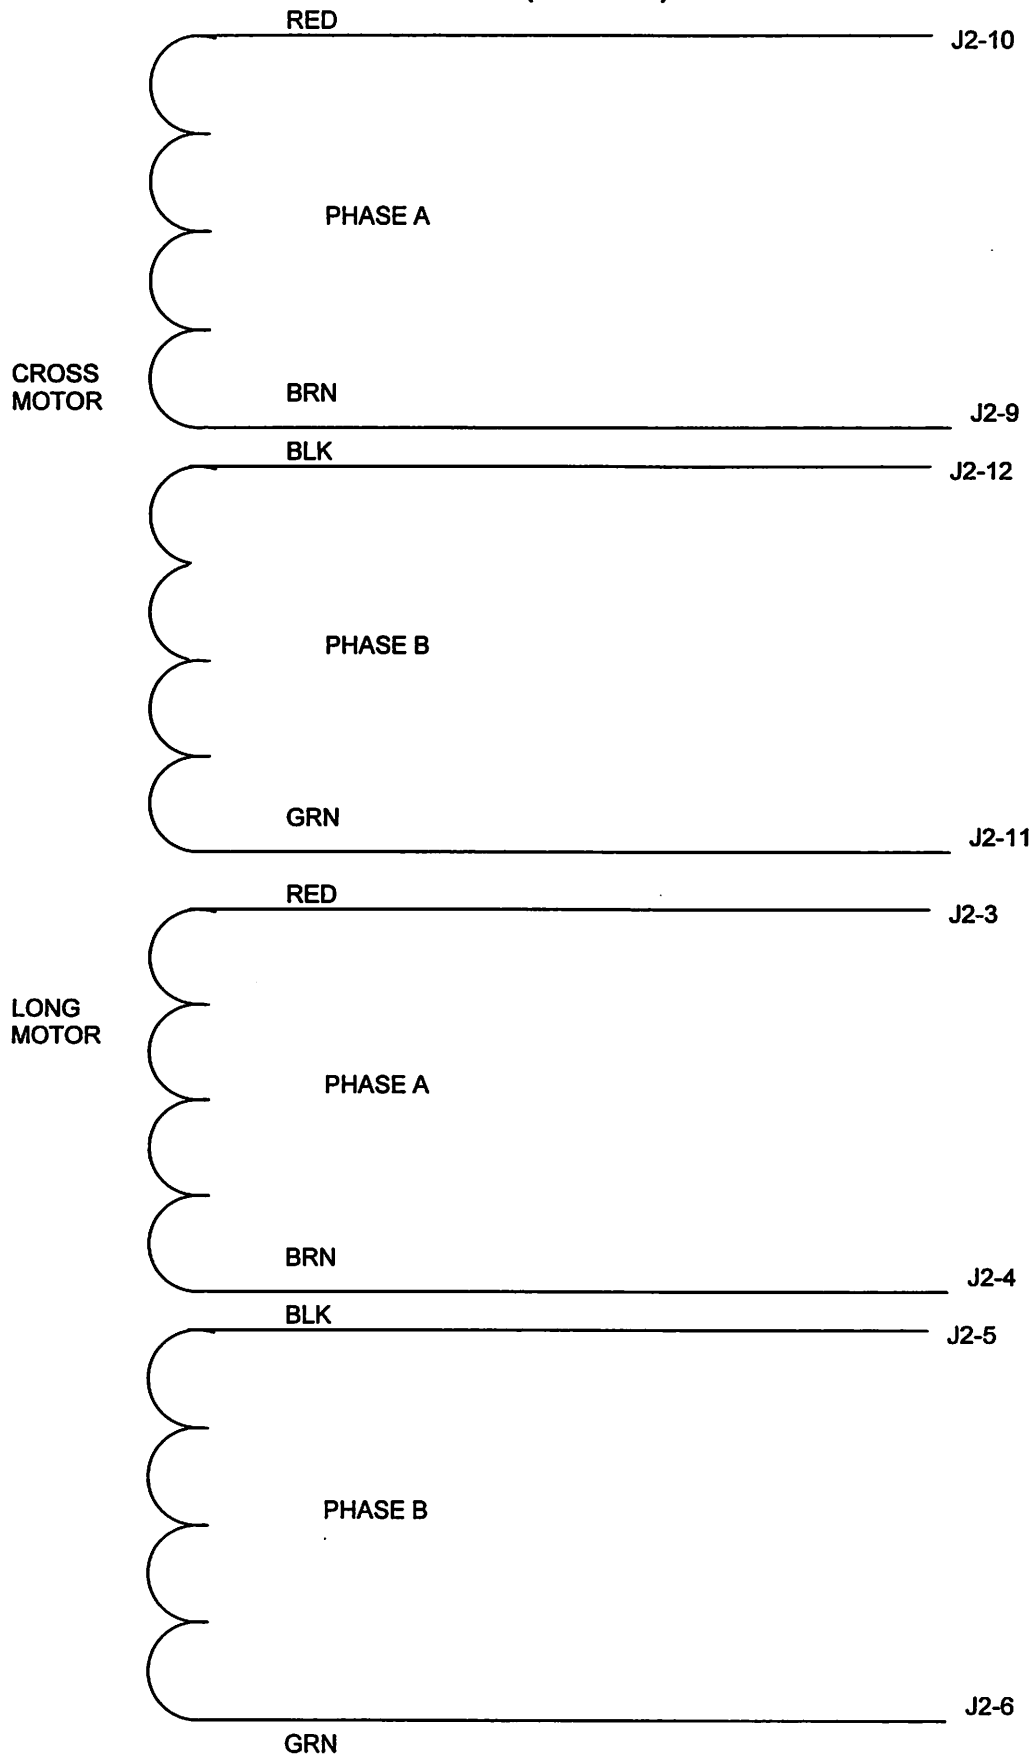 RED
J2-10
PHASE A
CROSS
MOTOR
BRN
J2-9
BLK
J2-12
PHASE B
GRN
J2-11
RED
J2-3
LONG
MOTOR
PHASE A
BRN
J2-4
BLK
J2-5
PHASE B
J2-6
GRN